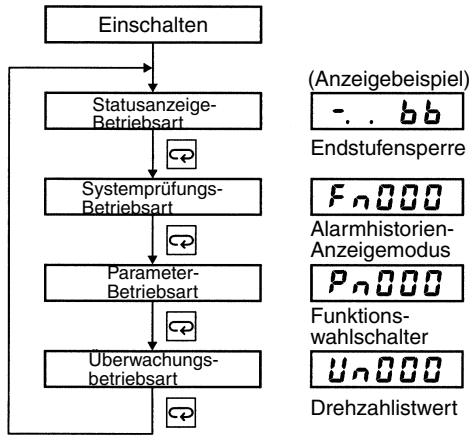 Einschalten
(Anzeigebeispiel)
Statusanzeige-
Betriebsart
-. . bb
Endstufensperre
Systemprüfungs-
Betriebsart
Fn000
Alarmhistorien-
Anzeigemodus
Parameter-
Betriebsart
Pn000
Funktions-
wahlschalter
Überwachungs-
betriebsart
Un000
Drehzahlistwert